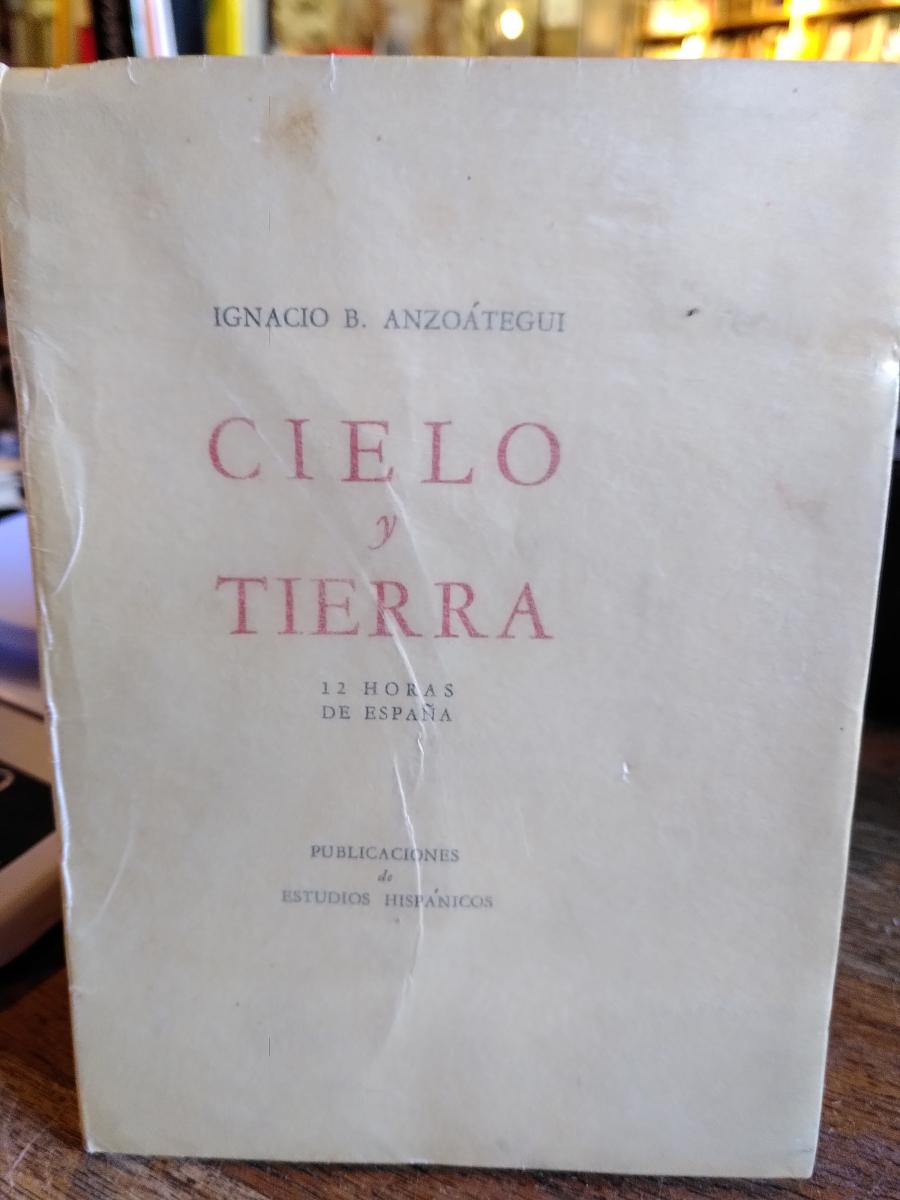 IGNACIO B. ANZOÁTEGUI
CIELO
y
TIERRA
12 HORAS
DE ESPAÑA
PUBLICACIONES
de
ESTUDIOS HISPÁNICOS